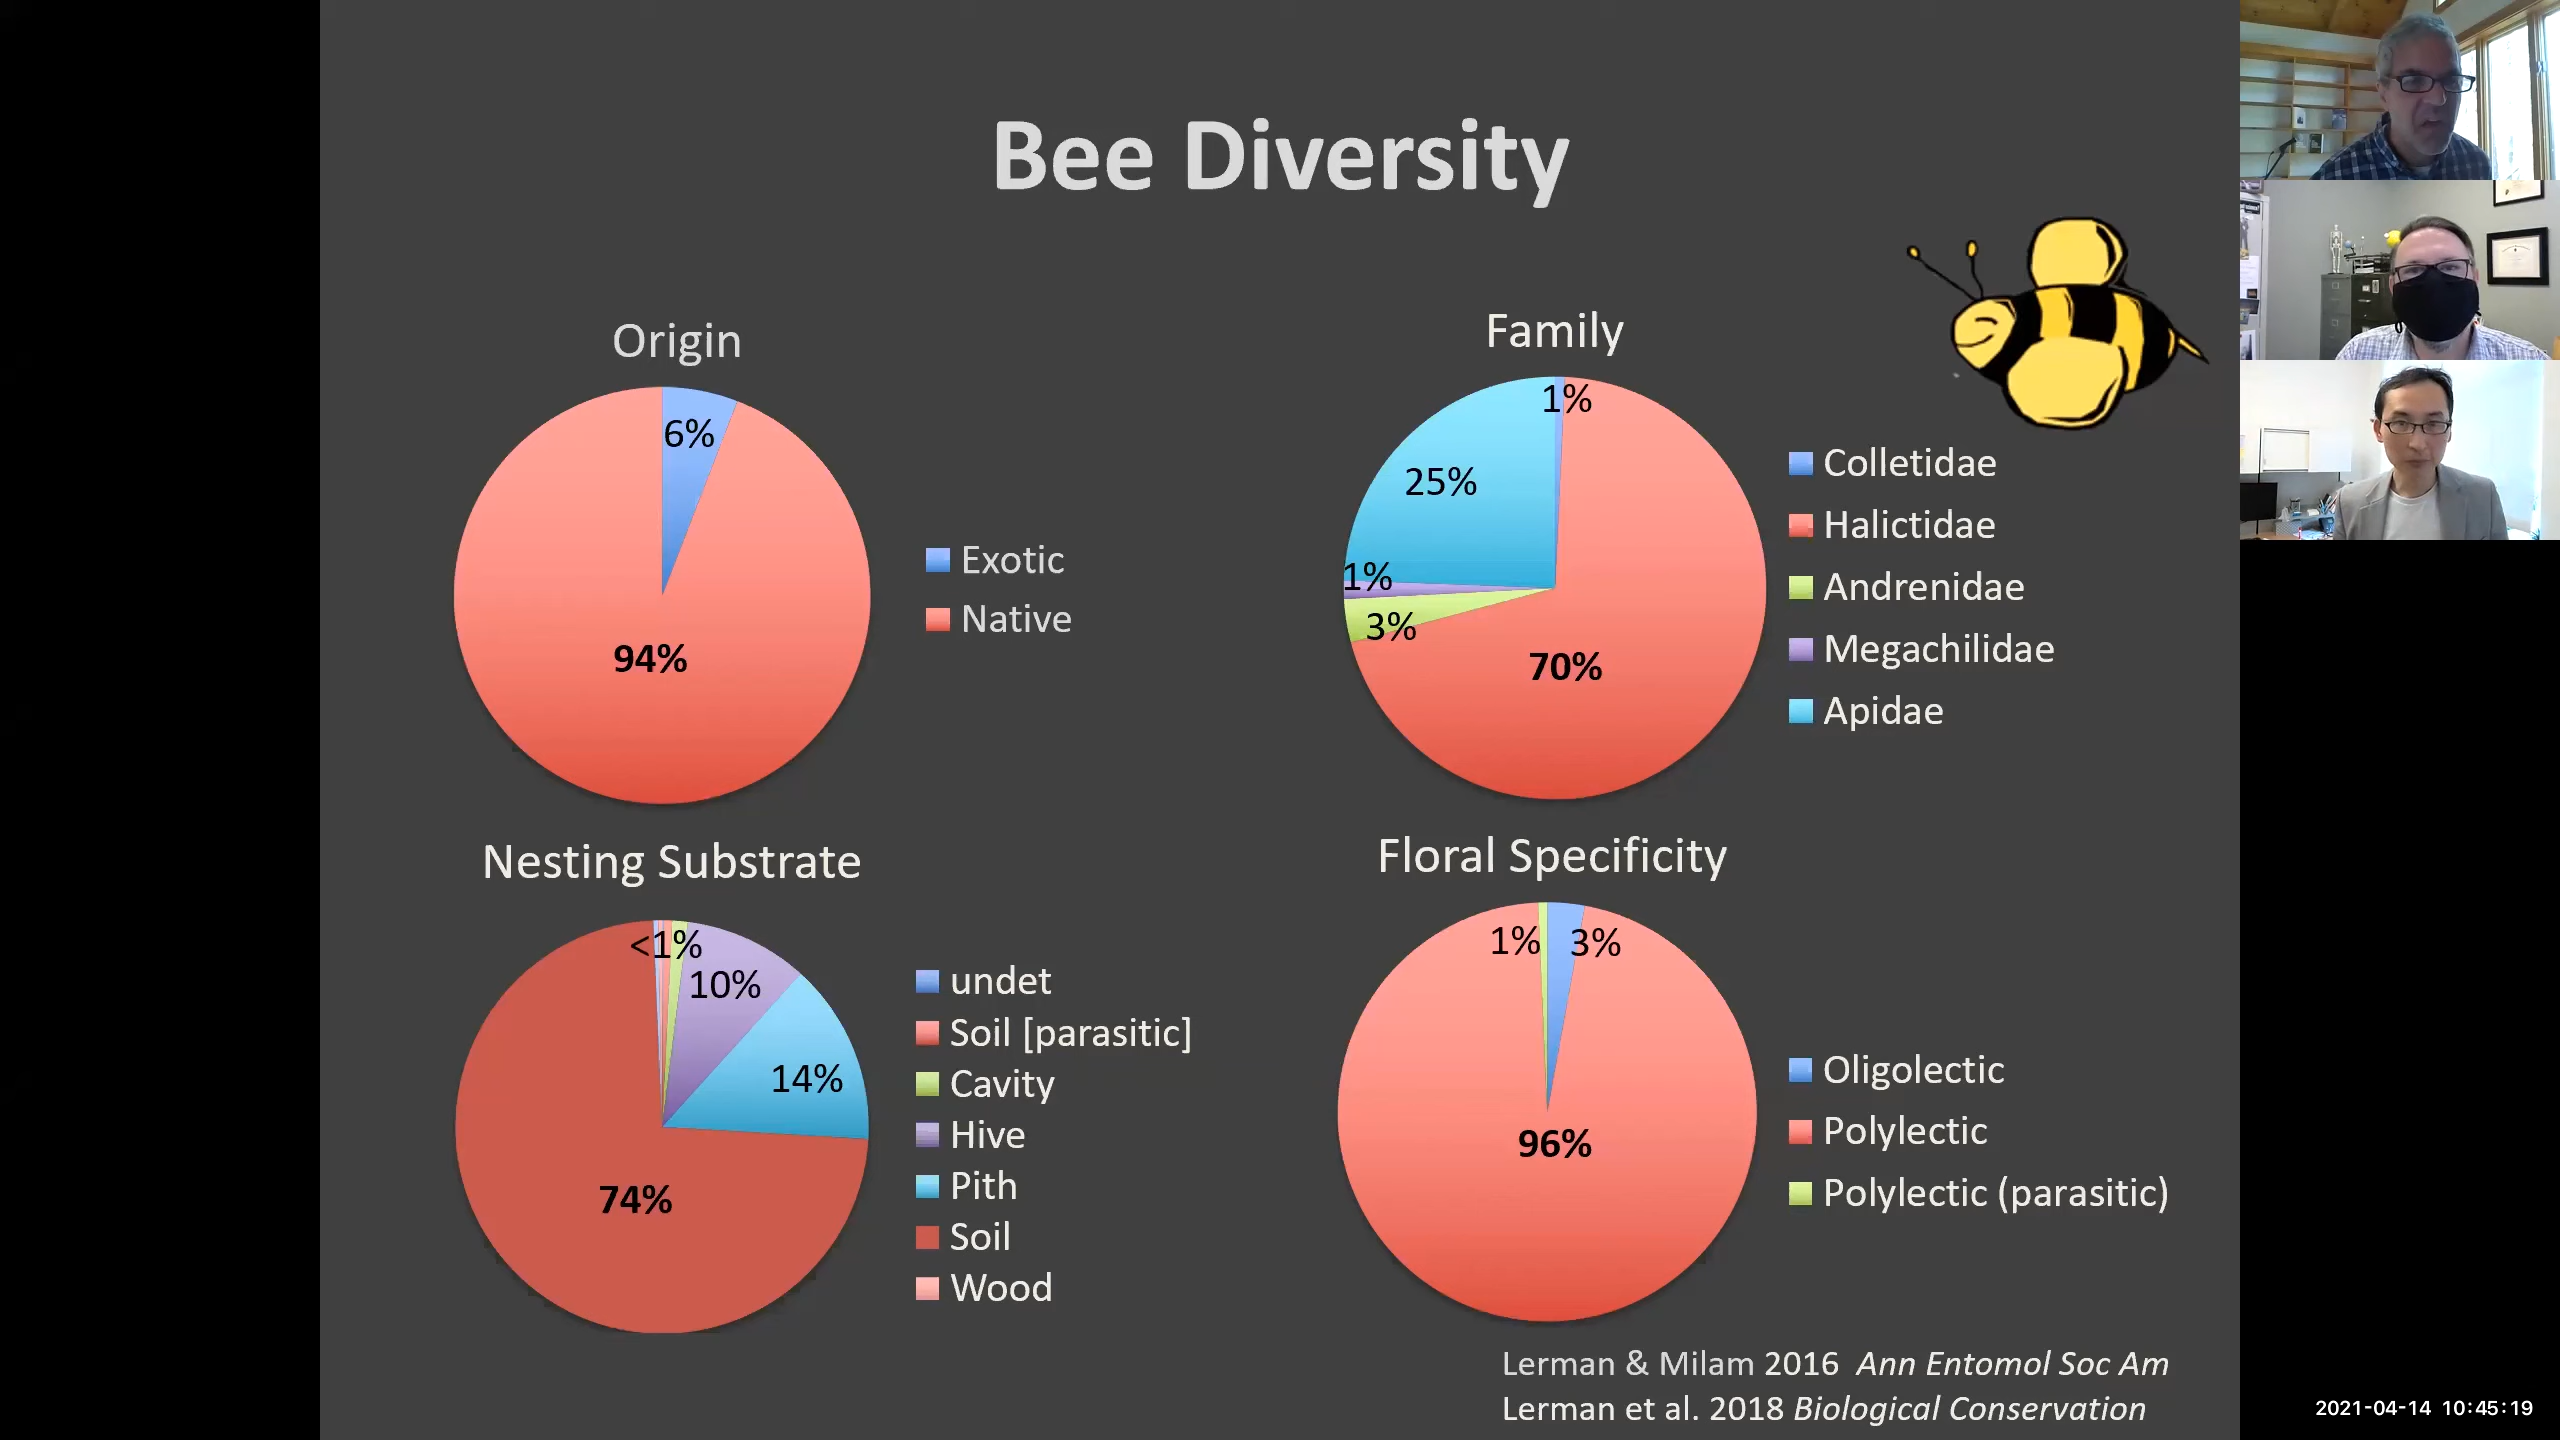 Bee Diversity
Origin
6%
94%
Exotic
Native
Family
1%
25%
1%
3%
70%
Colletidae
Halictidae
Andrenidae
Megachilidae
Apidae
Nesting Substrate
<1%
10%
14%
74%
undet
Soil [parasitic]
Cavity
Hive
Pith
Soil
Wood
Floral Specificity
1%
3%
96%
Oligolectic
Polylectic
Polylectic (parasitic)
Lerman & Milam 2016 Ann Entomol Soc Am
Lerman et al. 2018 Biological Conservation
2021-04-14 10:45:19